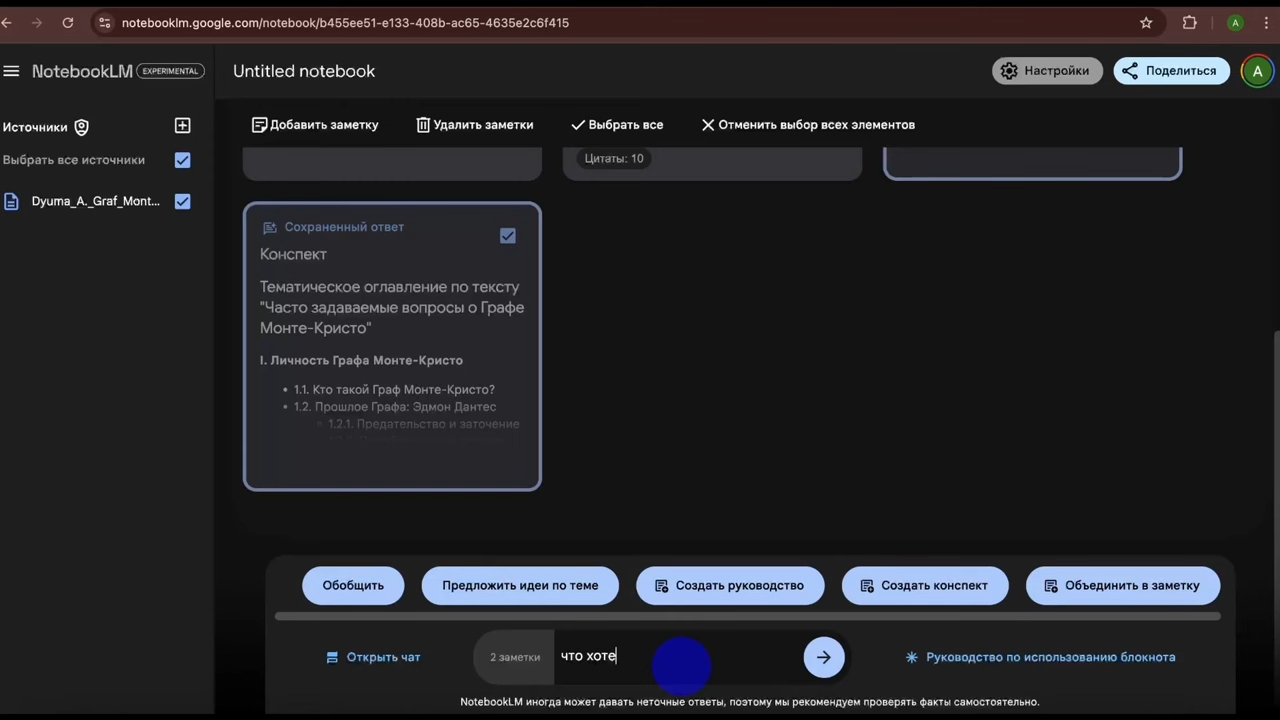 notebooklm.google.com/notebook/b455ee51-e133-408b-ac65-4635e2c6f415
A
NotebookLM EXPERIMENTAL
Untitled notebook
Настройки
Поделиться
A
Источники
Добавить заметку
Удалить заметки
Выбрать все
Отменить выбор всех элементов
Выбрать все источники
Цитаты: 10
Dyuma_A._Graf_Mont...
Сохраненный ответ
Конспект
Тематическое оглавление по тексту
"Часто задаваемые вопросы о Графе
Монте-Кристо"
I. Личность Графа Монте-Кристо
• 1.1. Кто такой Граф Монте-Кристо?
• 1.2. Прошлое Графа: Эдмон Дантес
• 1.2.1. Предательство и заточение
Обобщить
Предложить идеи по теме
Создать руководство
Создать конспект
Объединить в заметку
Открыть чат
2 заметки
что хоте
Руководство по использованию блокнота
NotebookLM иногда может давать неточные ответы, поэтому мы рекомендуем проверять факты самостоятельно.